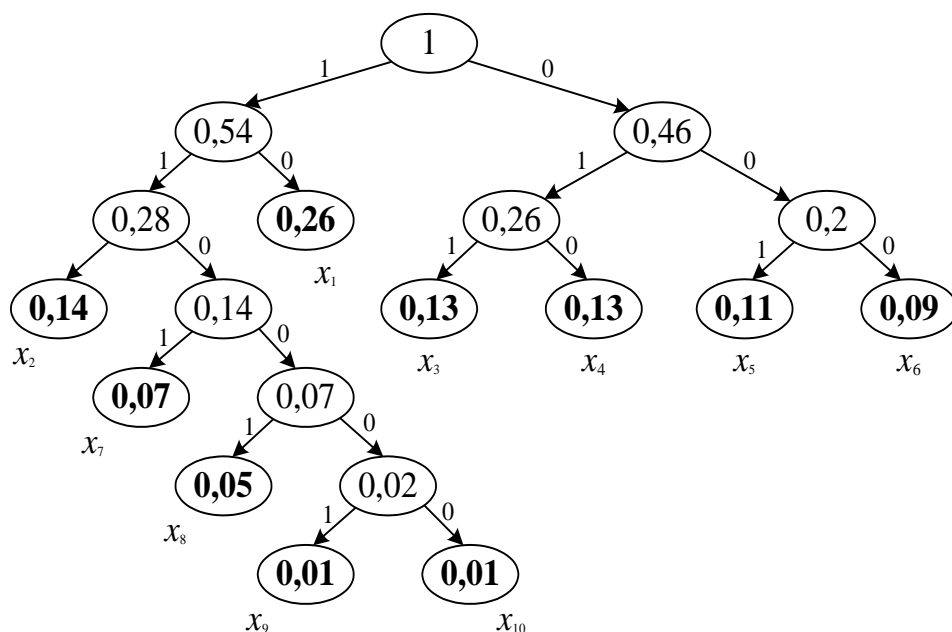 1
1 0
0,54 0,46
1 0 1 0
0,28 0,26 0,26 0,2
x₁
0 1 0 1 0
0,14 0,14 0,13 0,13 0,11 0,09
x₂ x₃ x₄ x₅ x₆
1 0
0,07 0,07
x₇
1 0
0,05 0,02
x₈
1 0
0,01 0,01
x₉ x₁₀